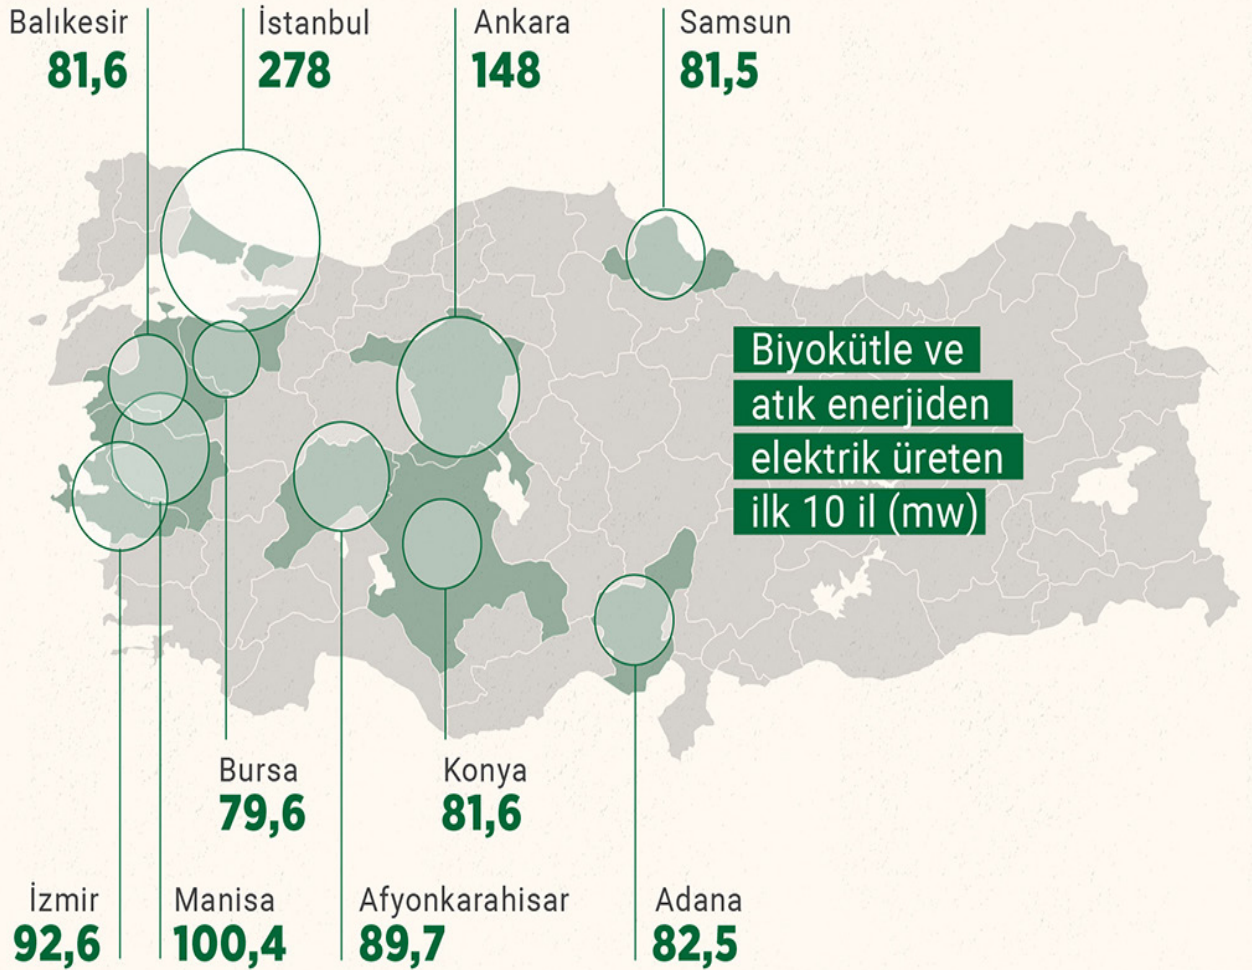 Balıkesir
81,6
İstanbul
278
Ankara
148
Samsun
81,5
Biyokütle ve
atık enerjiden
elektrik üreten
ilk 10 il (mw)
Bursa
79,6
Konya
81,6
İzmir
92,6
Manisa
100,4
Afyonkarahisar
89,7
Adana
82,5